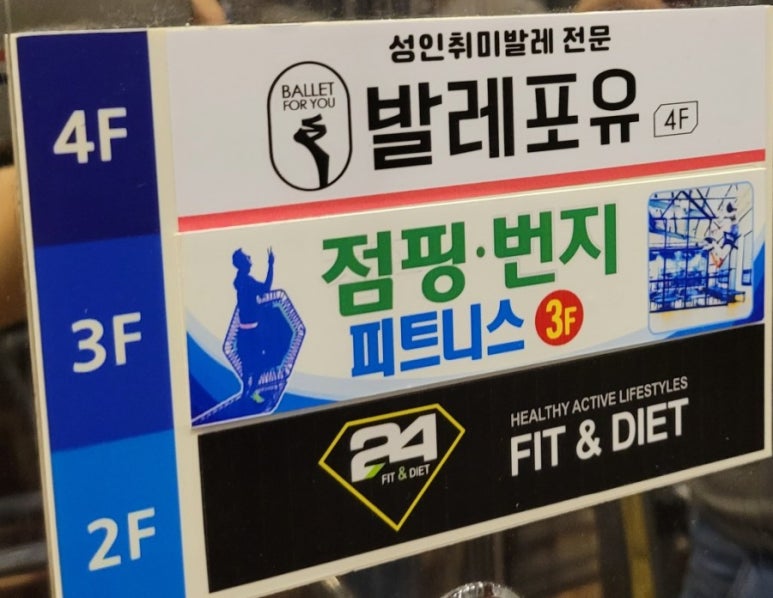 4F
성인취미발레 전문
BALLET
FOR YOU
발레포유 4F
3F
점핑·번지
피트니스 3F
2F
24
FIT & DIET
HEALTHY ACTIVE LIFESTYLES
FIT & DIET